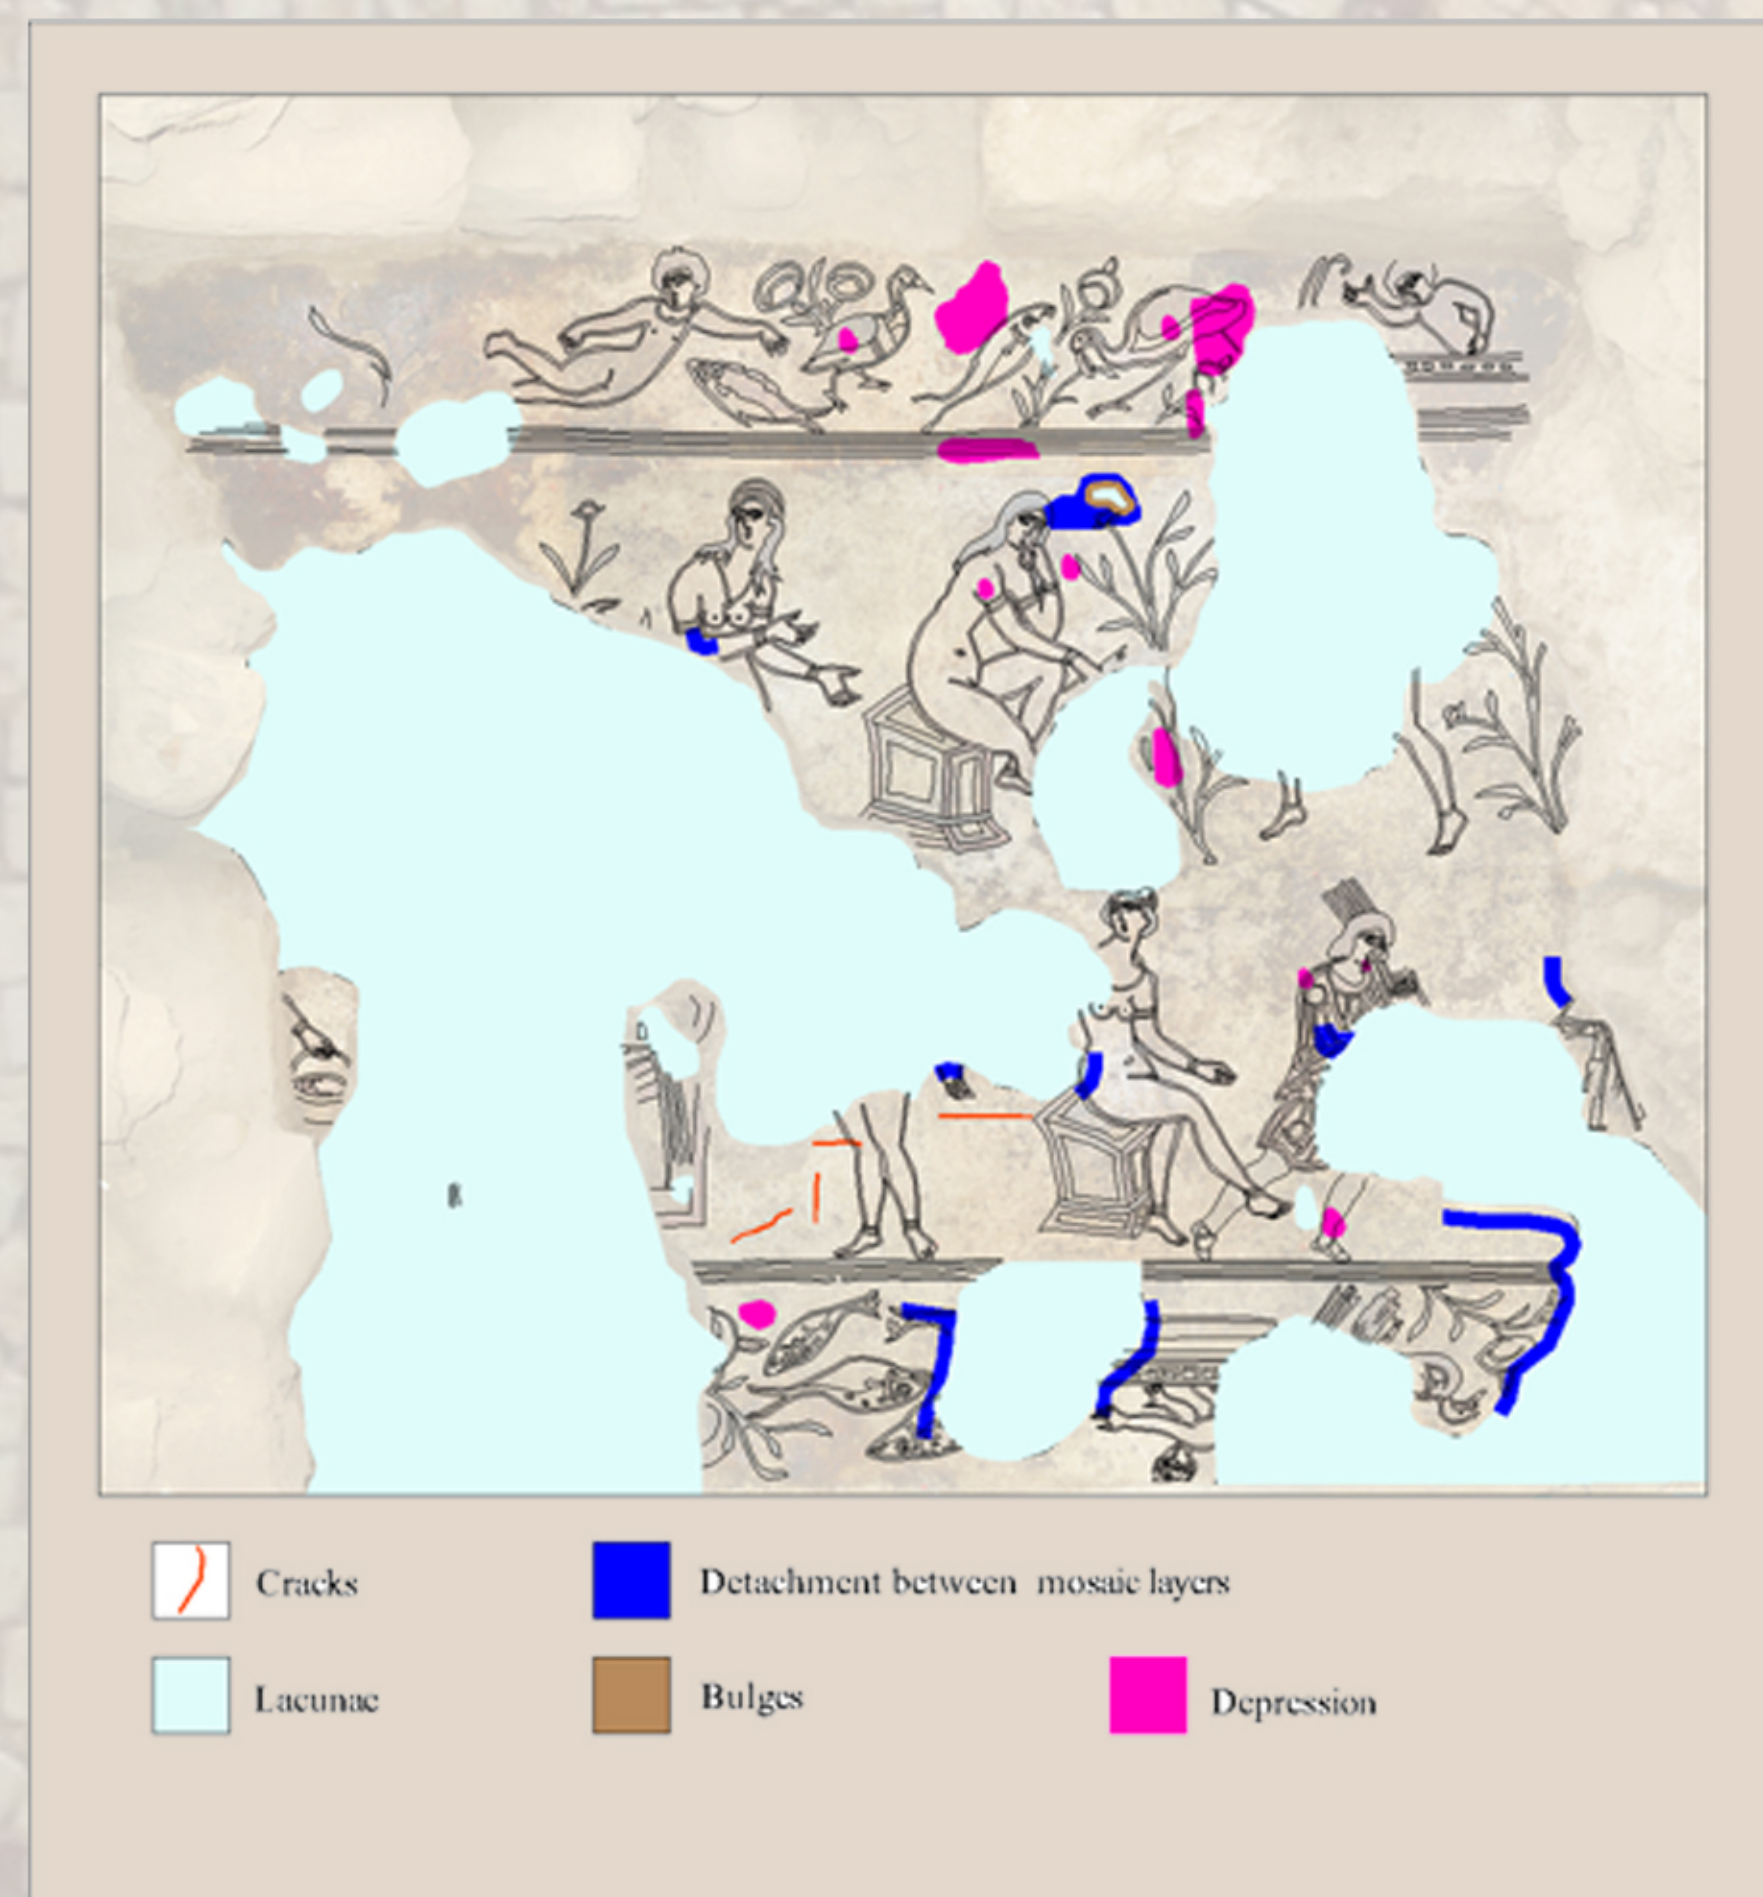 Cracks
Detachment between mosaic layers
Lacunae
Bulges
Depression